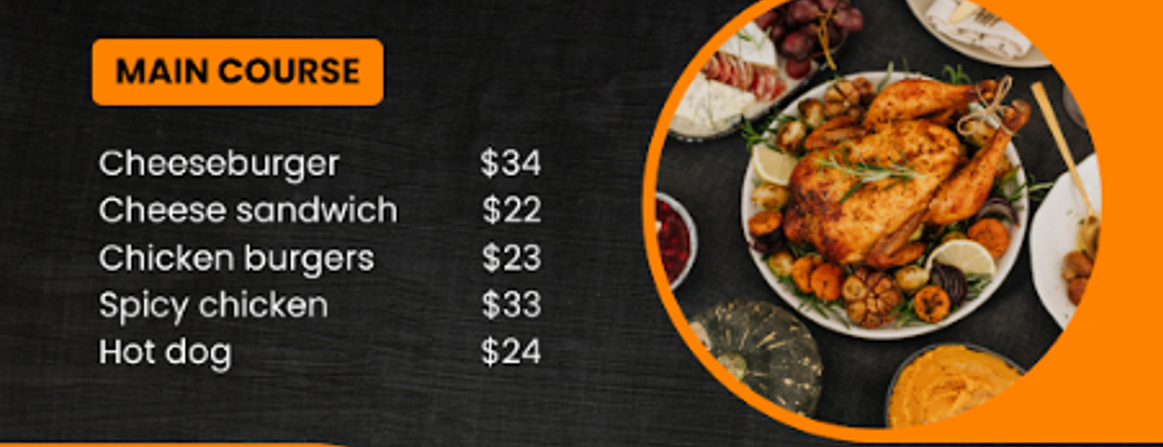 MAIN COURSE
Cheeseburger $34
Cheese sandwich $22
Chicken burgers $23
Spicy chicken $33
Hot dog $24